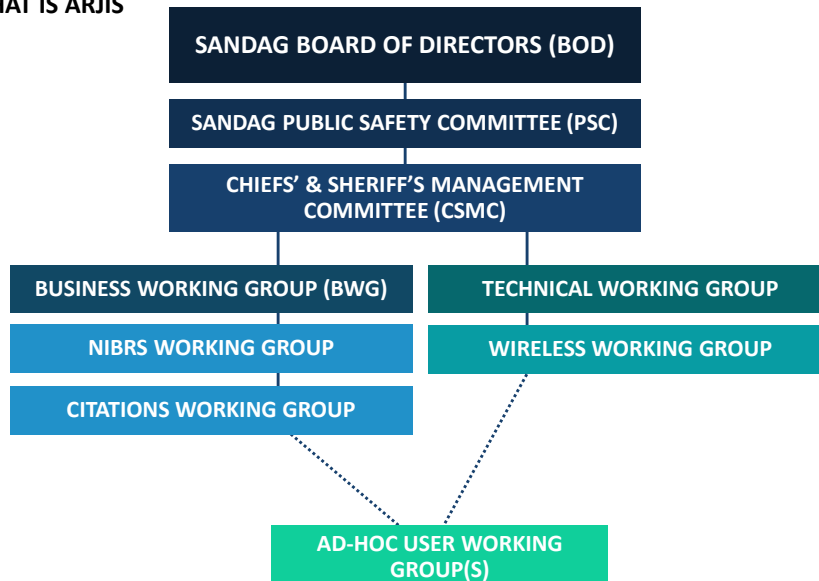 HAT IS ARJIS
SANDAG BOARD OF DIRECTORS (BOD)
SANDAG PUBLIC SAFETY COMMITTEE (PSC)
CHIEFS’ & SHERIFF’S MANAGEMENT
COMMITTEE (CSMC)
BUSINESS WORKING GROUP (BWG)
TECHNICAL WORKING GROUP
NIBRS WORKING GROUP
WIRELESS WORKING GROUP
CITATIONS WORKING GROUP
AD-HOC USER WORKING
GROUP(S)